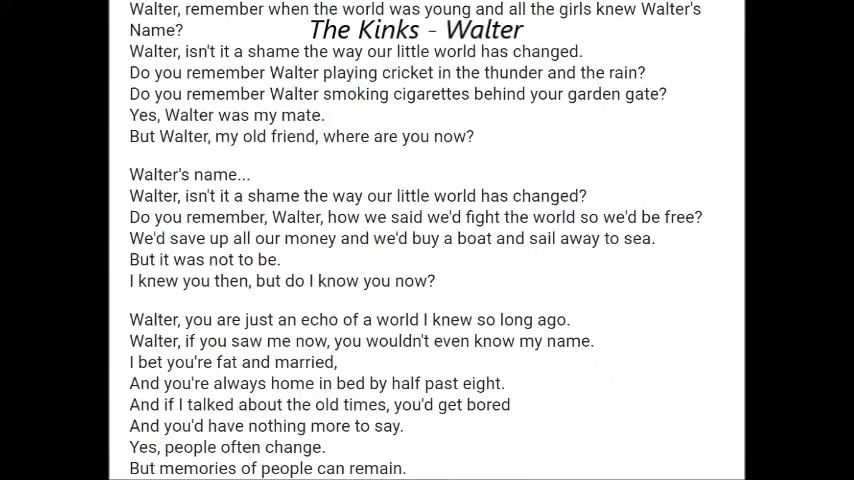 Walter, remember when the world was young and all the girls knew Walter's
Name?
The Kinks - Walter
Walter, isn't it a shame the way our little world has changed.
Do you remember Walter playing cricket in the thunder and the rain?
Do you remember Walter smoking cigarettes behind your garden gate?
Yes, Walter was my mate.
But Walter, my old friend, where are you now?
Walter's name...
Walter, isn't it a shame the way our little world has changed?
Do you remember, Walter, how we said we'd fight the world so we'd be free?
We'd save up all our money and we'd buy a boat and sail away to sea.
But it was not to be.
I knew you then, but do I know you now?
Walter, you are just an echo of a world I knew so long ago.
Walter, if you saw me now, you wouldn't even know my name.
I bet you're fat and married,
And you're always home in bed by half past eight.
And if I talked about the old times, you'd get bored
And you'd have nothing more to say.
Yes, people often change.
But memories of people can remain.